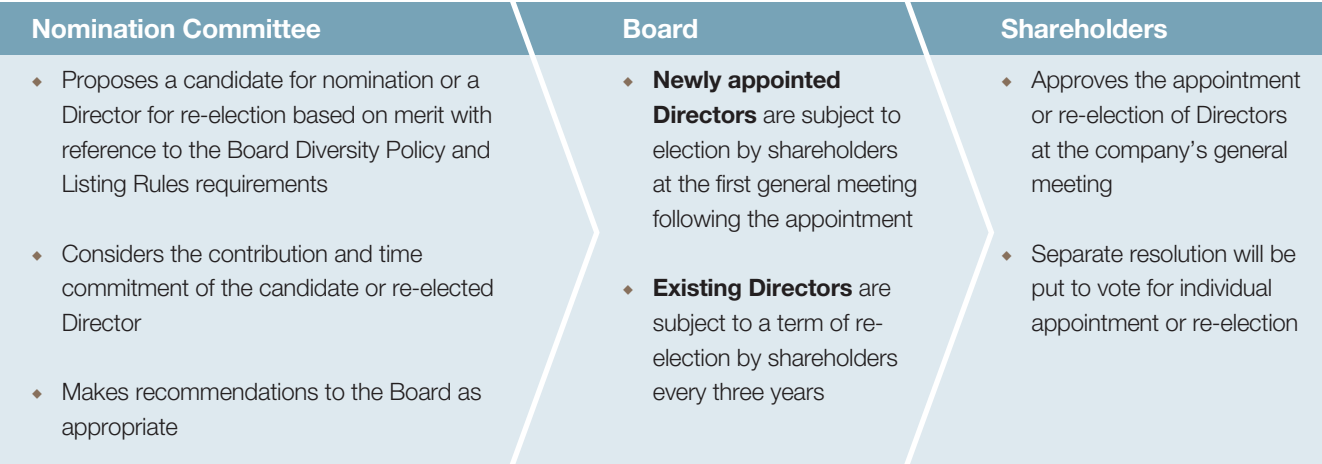 Nomination Committee
◆ Proposes a candidate for nomination or a
Director for re-election based on merit with
reference to the Board Diversity Policy and
Listing Rules requirements
◆ Considers the contribution and time
commitment of the candidate or re-elected
Director
◆ Makes recommendations to the Board as
appropriate
Board
◆ Newly appointed
Directors are subject to
election by shareholders
at the first general meeting
following the appointment
◆ Existing Directors are
subject to a term of re-
election by shareholders
every three years
Shareholders
◆ Approves the appointment
or re-election of Directors
at the company's general
meeting
◆ Separate resolution will be
put to vote for individual
appointment or re-election